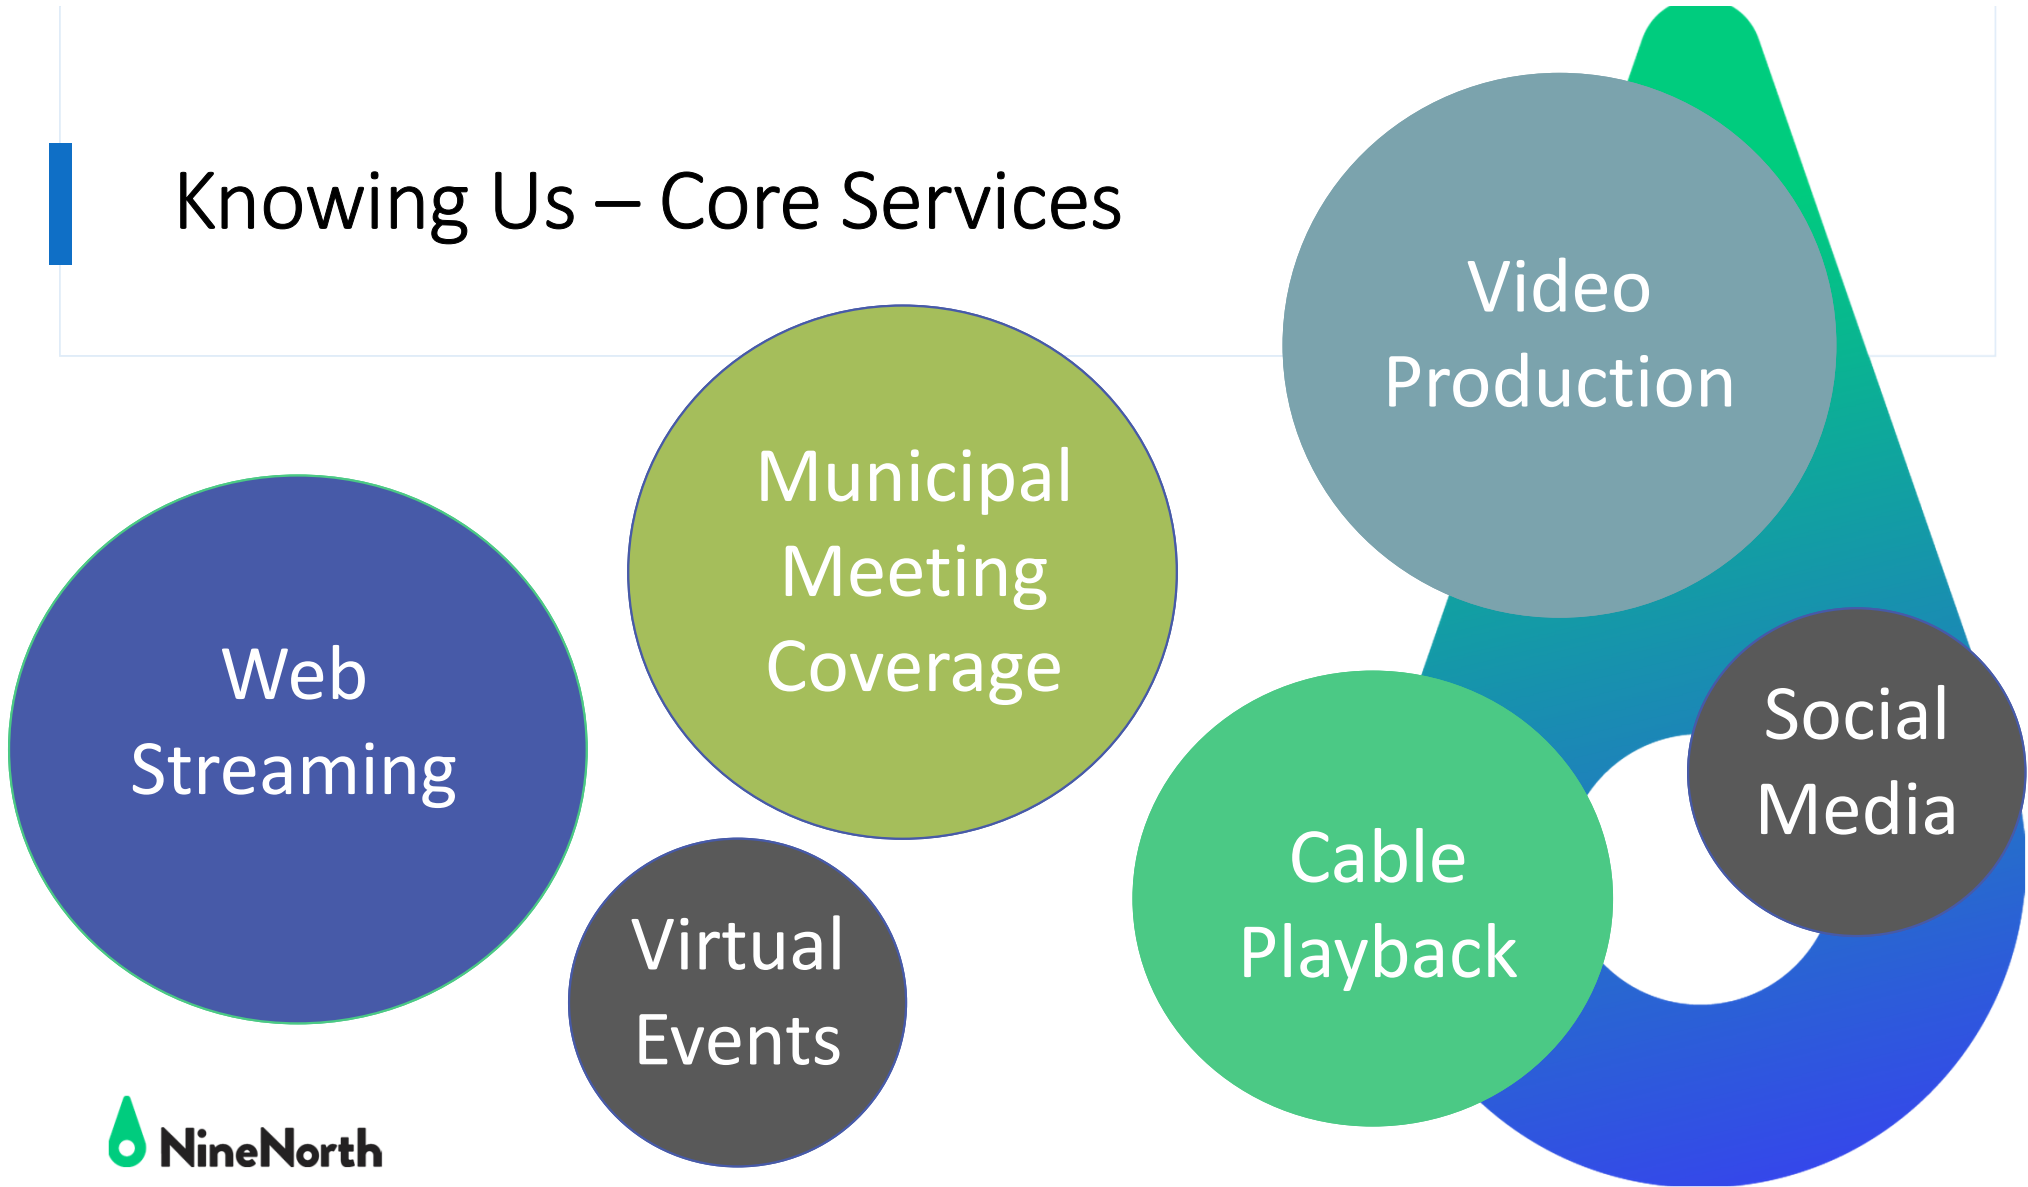 Knowing Us – Core Services
Video
Production
Municipal
Meeting
Coverage
Web
Streaming
Social
Media
Cable
Playback
Virtual
Events
NineNorth